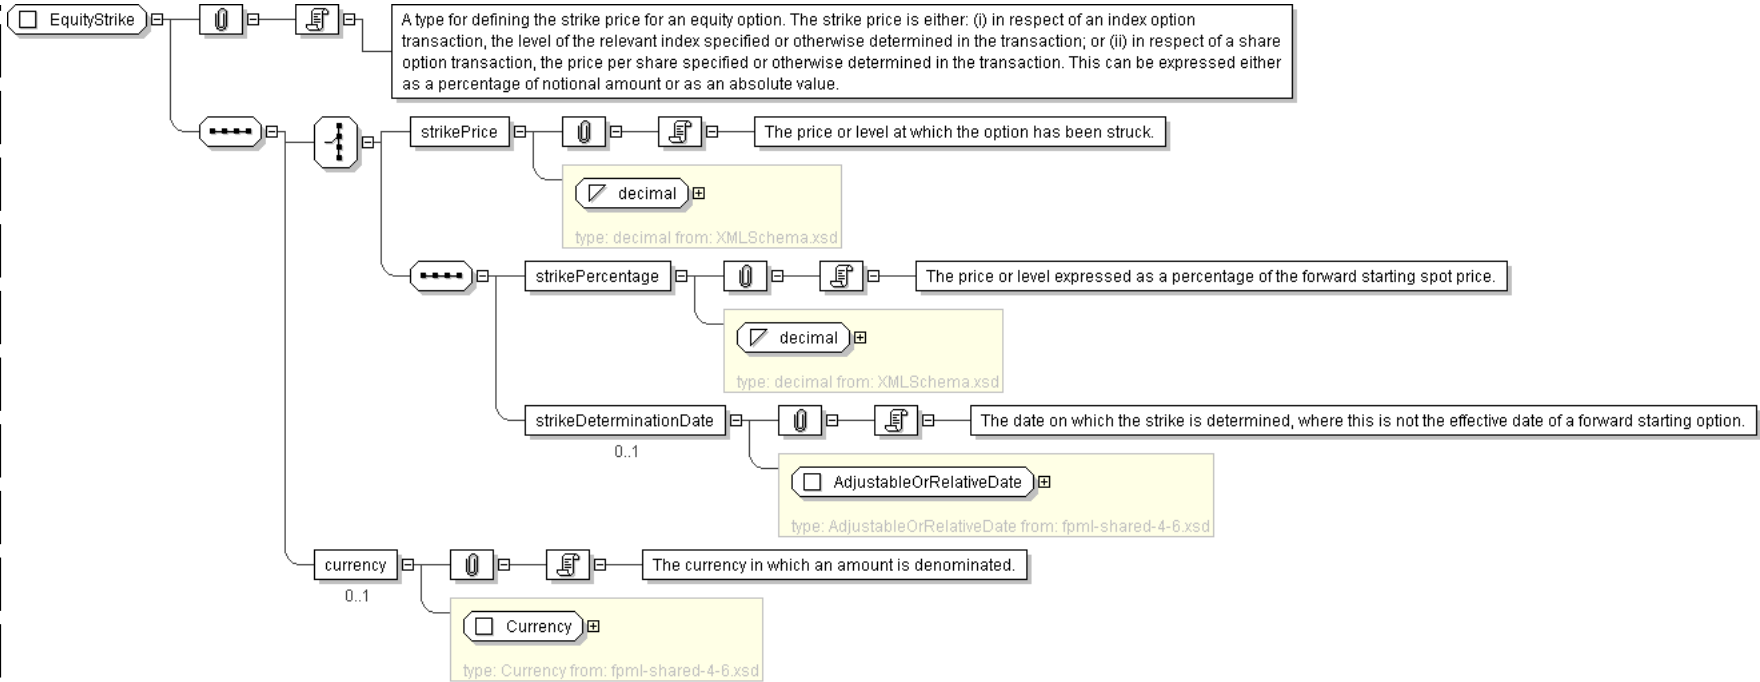 EquityStrike
A type for defining the strike price for an equity option. The strike price is either: (i) in respect of an index option
transaction, the level of the relevant index specified or otherwise determined in the transaction; or (ii) in respect of a share
option transaction, the price per share specified or otherwise determined in the transaction. This can be expressed either
as a percentage of notional amount or as an absolute value.
strikePrice
The price or level at which the option has been struck.
decimal
type: decimal from: XMLSchema.xsd
strikePercentage
The price or level expressed as a percentage of the forward starting spot price.
decimal
type: decimal from: XMLSchema.xsd
strikeDeterminationDate
The date on which the strike is determined, where this is not the effective date of a forward starting option.
0..1
AdjustableOrRelativeDate
type: AdjustableOrRelativeDate from: fpml-shared-4-6.xsd
currency
The currency in which an amount is denominated.
0..1
Currency
type: Currency from: fpml-shared-4-6.xsd